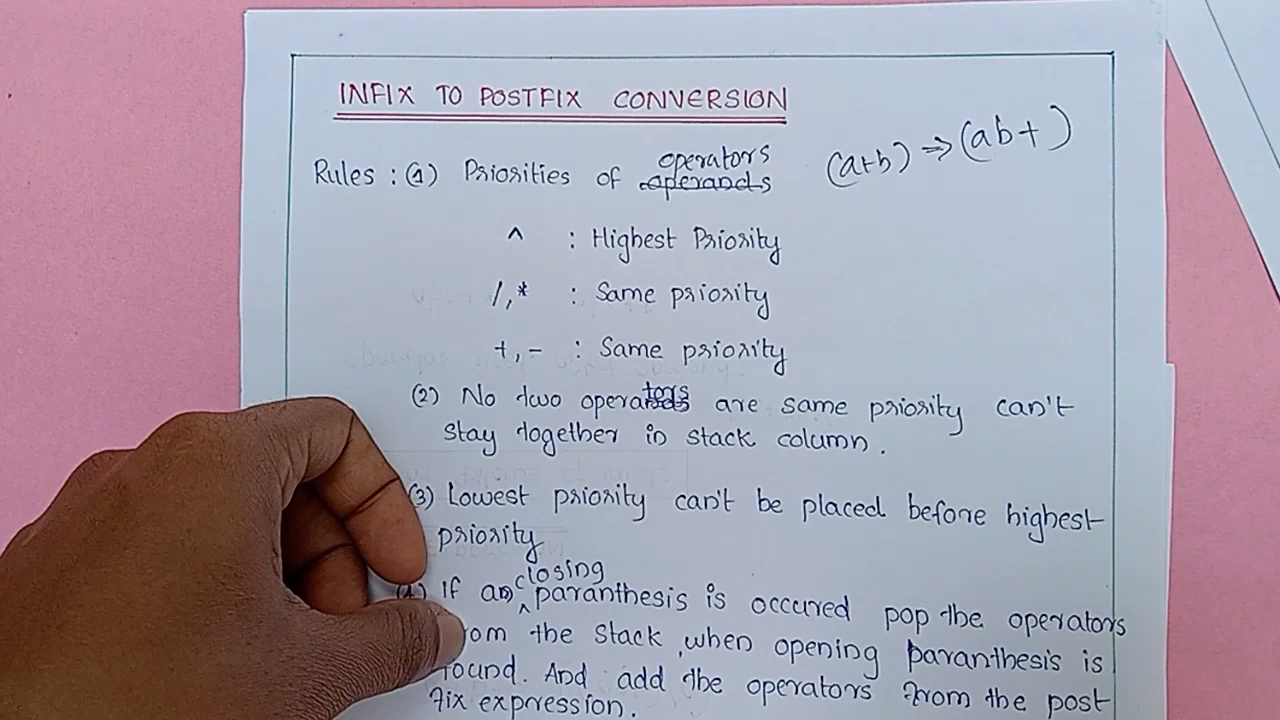 INFIX TO POSTFIX CONVERSION
(a+b) ⇒ (ab+)
operators
Rules : (1) Priorities of operands
^ : Highest Priority
/,* : Same priority
+,- : Same priority
(2) No two operators are same priority can't
stay together in stack column.
(3) Lowest priority can't be placed before highest
priority
closing
(4) If an ^ paranthesis is occured pop the operators
from the stack, when opening paranthesis is
found. And add the operators from the post
fix expression.